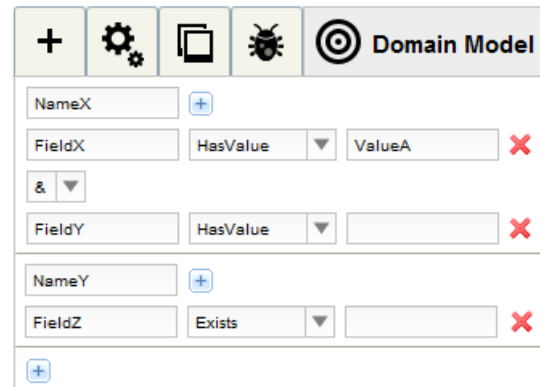 Domain Model
NameX
FieldX HasValue ValueA
&
FieldY HasValue
NameY
FieldZ Exists